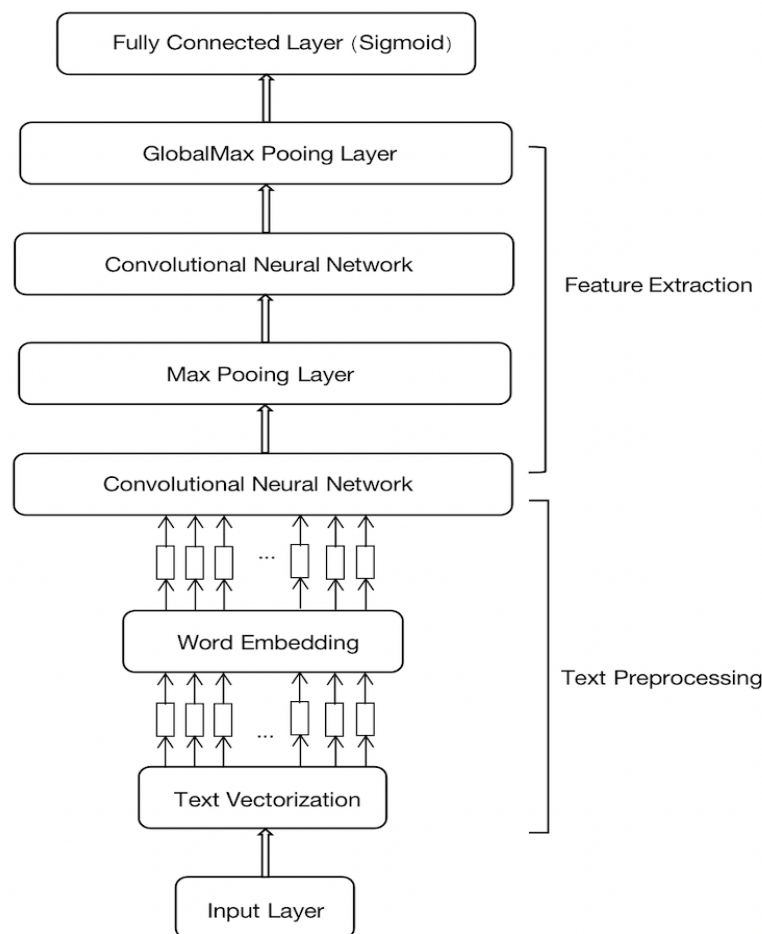 Fully Connected Layer (Sigmoid)
GlobalMax Pooing Layer
Convolutional Neural Network
Feature Extraction
Max Pooing Layer
Convolutional Neural Network
...
Word Embedding
Text Preprocessing
...
Text Vectorization
Input Layer